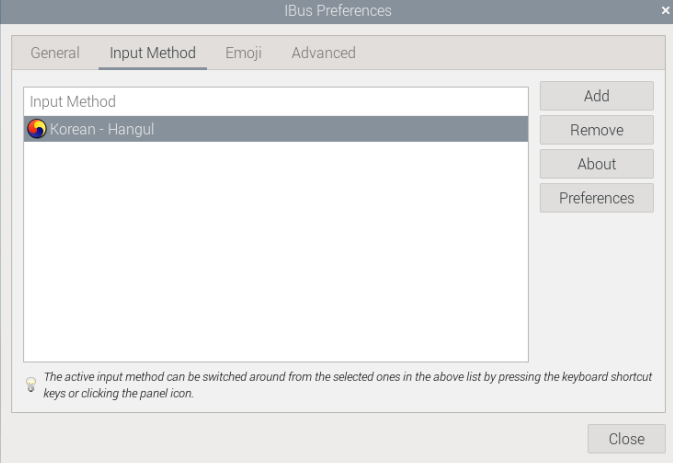 IBus Preferences
General Input Method Emoji Advanced
Input Method
Korean - Hangul
Add
Remove
About
Preferences
The active input method can be switched around from the selected ones in the above list by pressing the keyboard shortcut
keys or clicking the panel icon.
Close